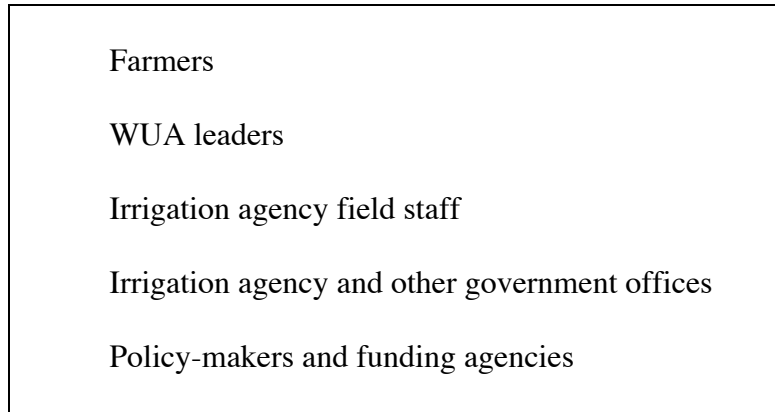 Farmers
WUA leaders
Irrigation agency field staff
Irrigation agency and other government offices
Policy-makers and funding agencies